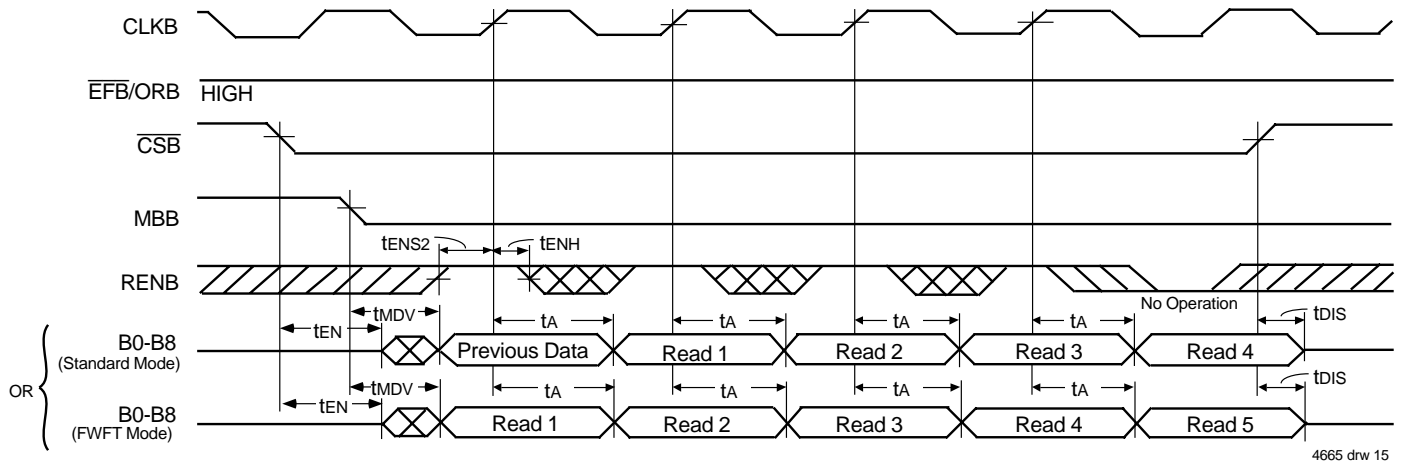 CLKB
EFB/ORB HIGH
CSB
MBB
tENS2 tENH
RENB
No Operation
tEN tMDV tA tA tA tA tDIS
B0-B8
(Standard Mode)
Previous Data Read 1 Read 2 Read 3 Read 4
OR
tEN tMDV tA tA tA tA tDIS
B0-B8
(FWFT Mode)
Read 1 Read 2 Read 3 Read 4 Read 5
4665 drw 15